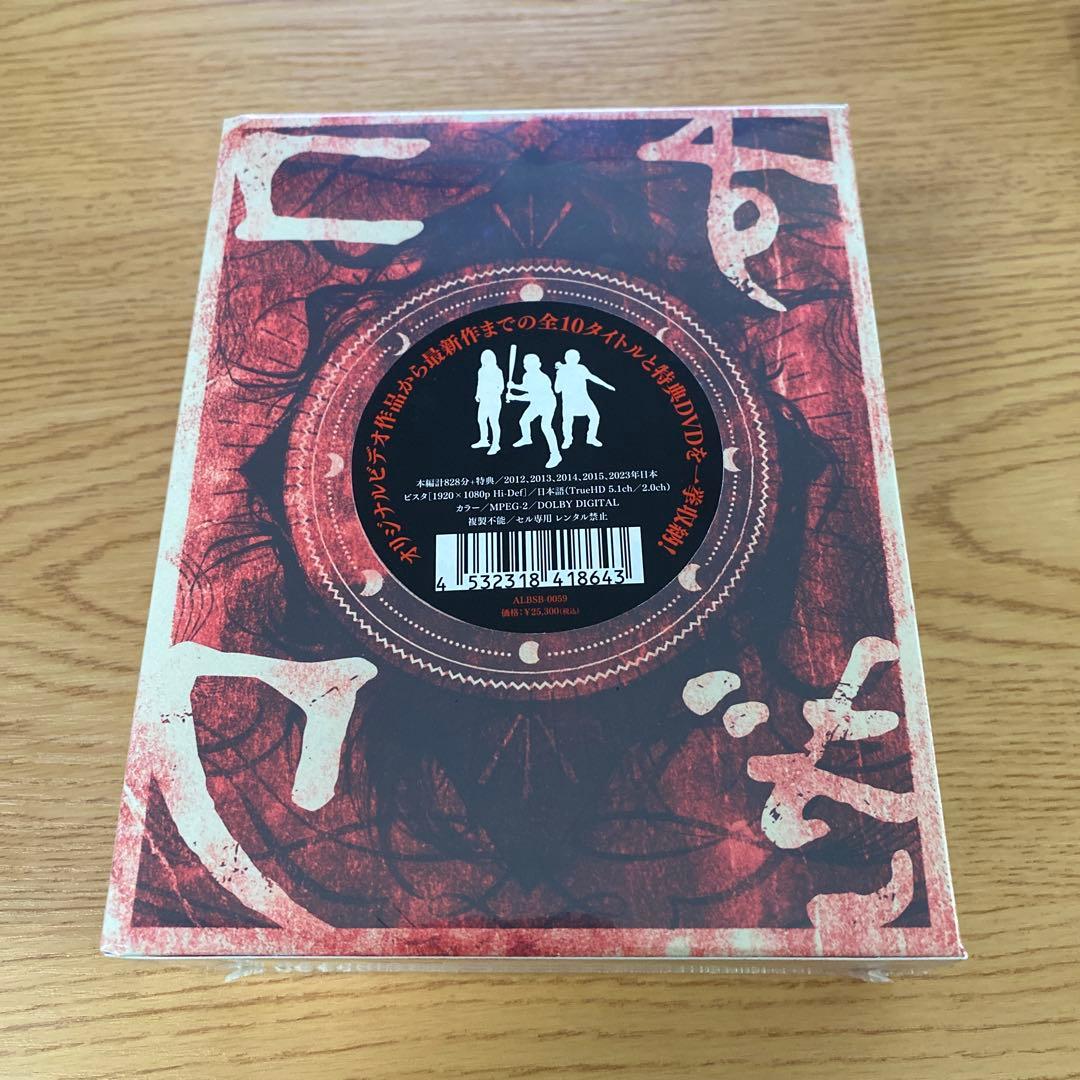 コワすぎ
オリジナルビデオ作品から最新作までの全10タイトルと特典DVDを一挙収納!
本編計828分+特典/2012、2013、2014、2015、2023年日本
ビスタ[1920×1080p Hi-Def]/日本語(TrueHD 5.1ch/2.0ch)
カラー/MPEG-2/DOLBY DIGITAL
複製不能/セル専用 レンタル禁止
4 532318 418643
ALBSB-0059
価格:¥25,300(税込)